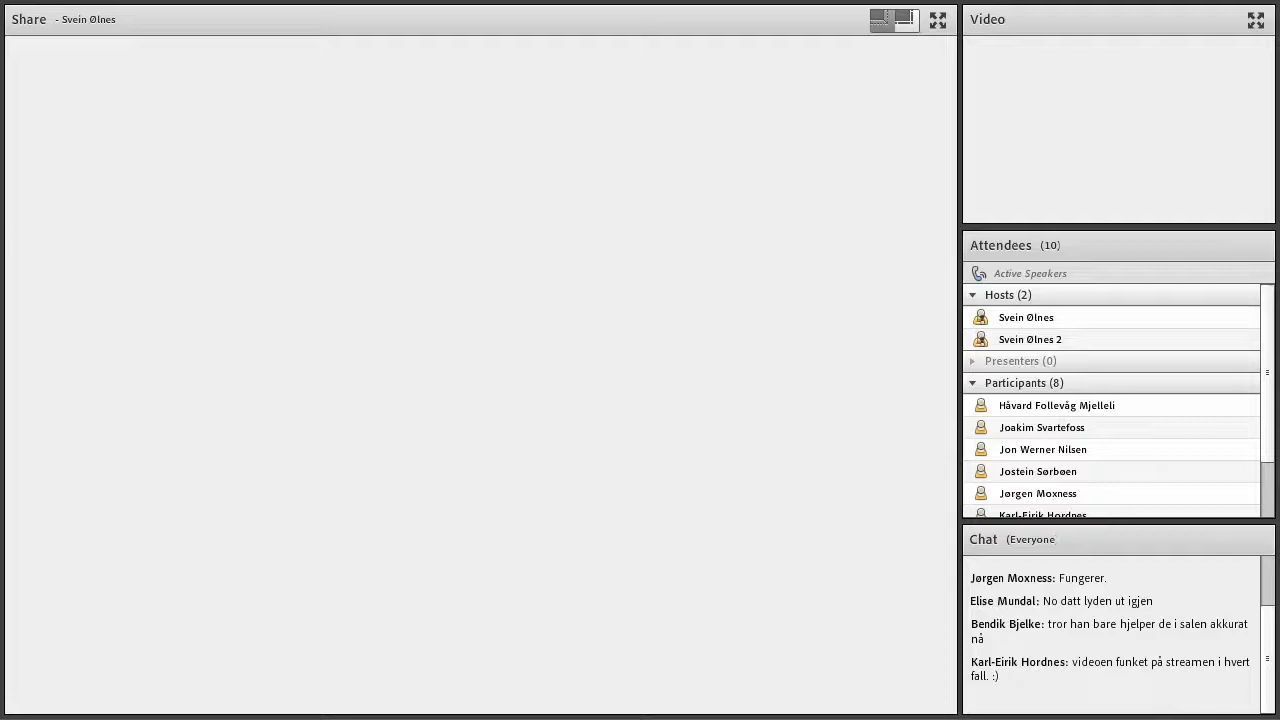 Share - Svein Ølnes
Video
Attendees (10)
Active Speakers
Hosts (2)
Svein Ølnes
Svein Ølnes 2
Presenters (0)
Participants (8)
Håvard Follevåg Mjelleli
Joakim Svartefoss
Jon Werner Nilsen
Jostein Sørbøen
Jørgen Moxness
Karl-Eirik Hordnes
Chat (Everyone
Jørgen Moxness: Fungerer.
Elise Mundal: No datt lyden ut igjen
Bendik Bjelke: tror han bare hjelper de i salen akkurat
nå
Karl-Eirik Hordnes: videoen funket på streamen i hvert
fall. :)